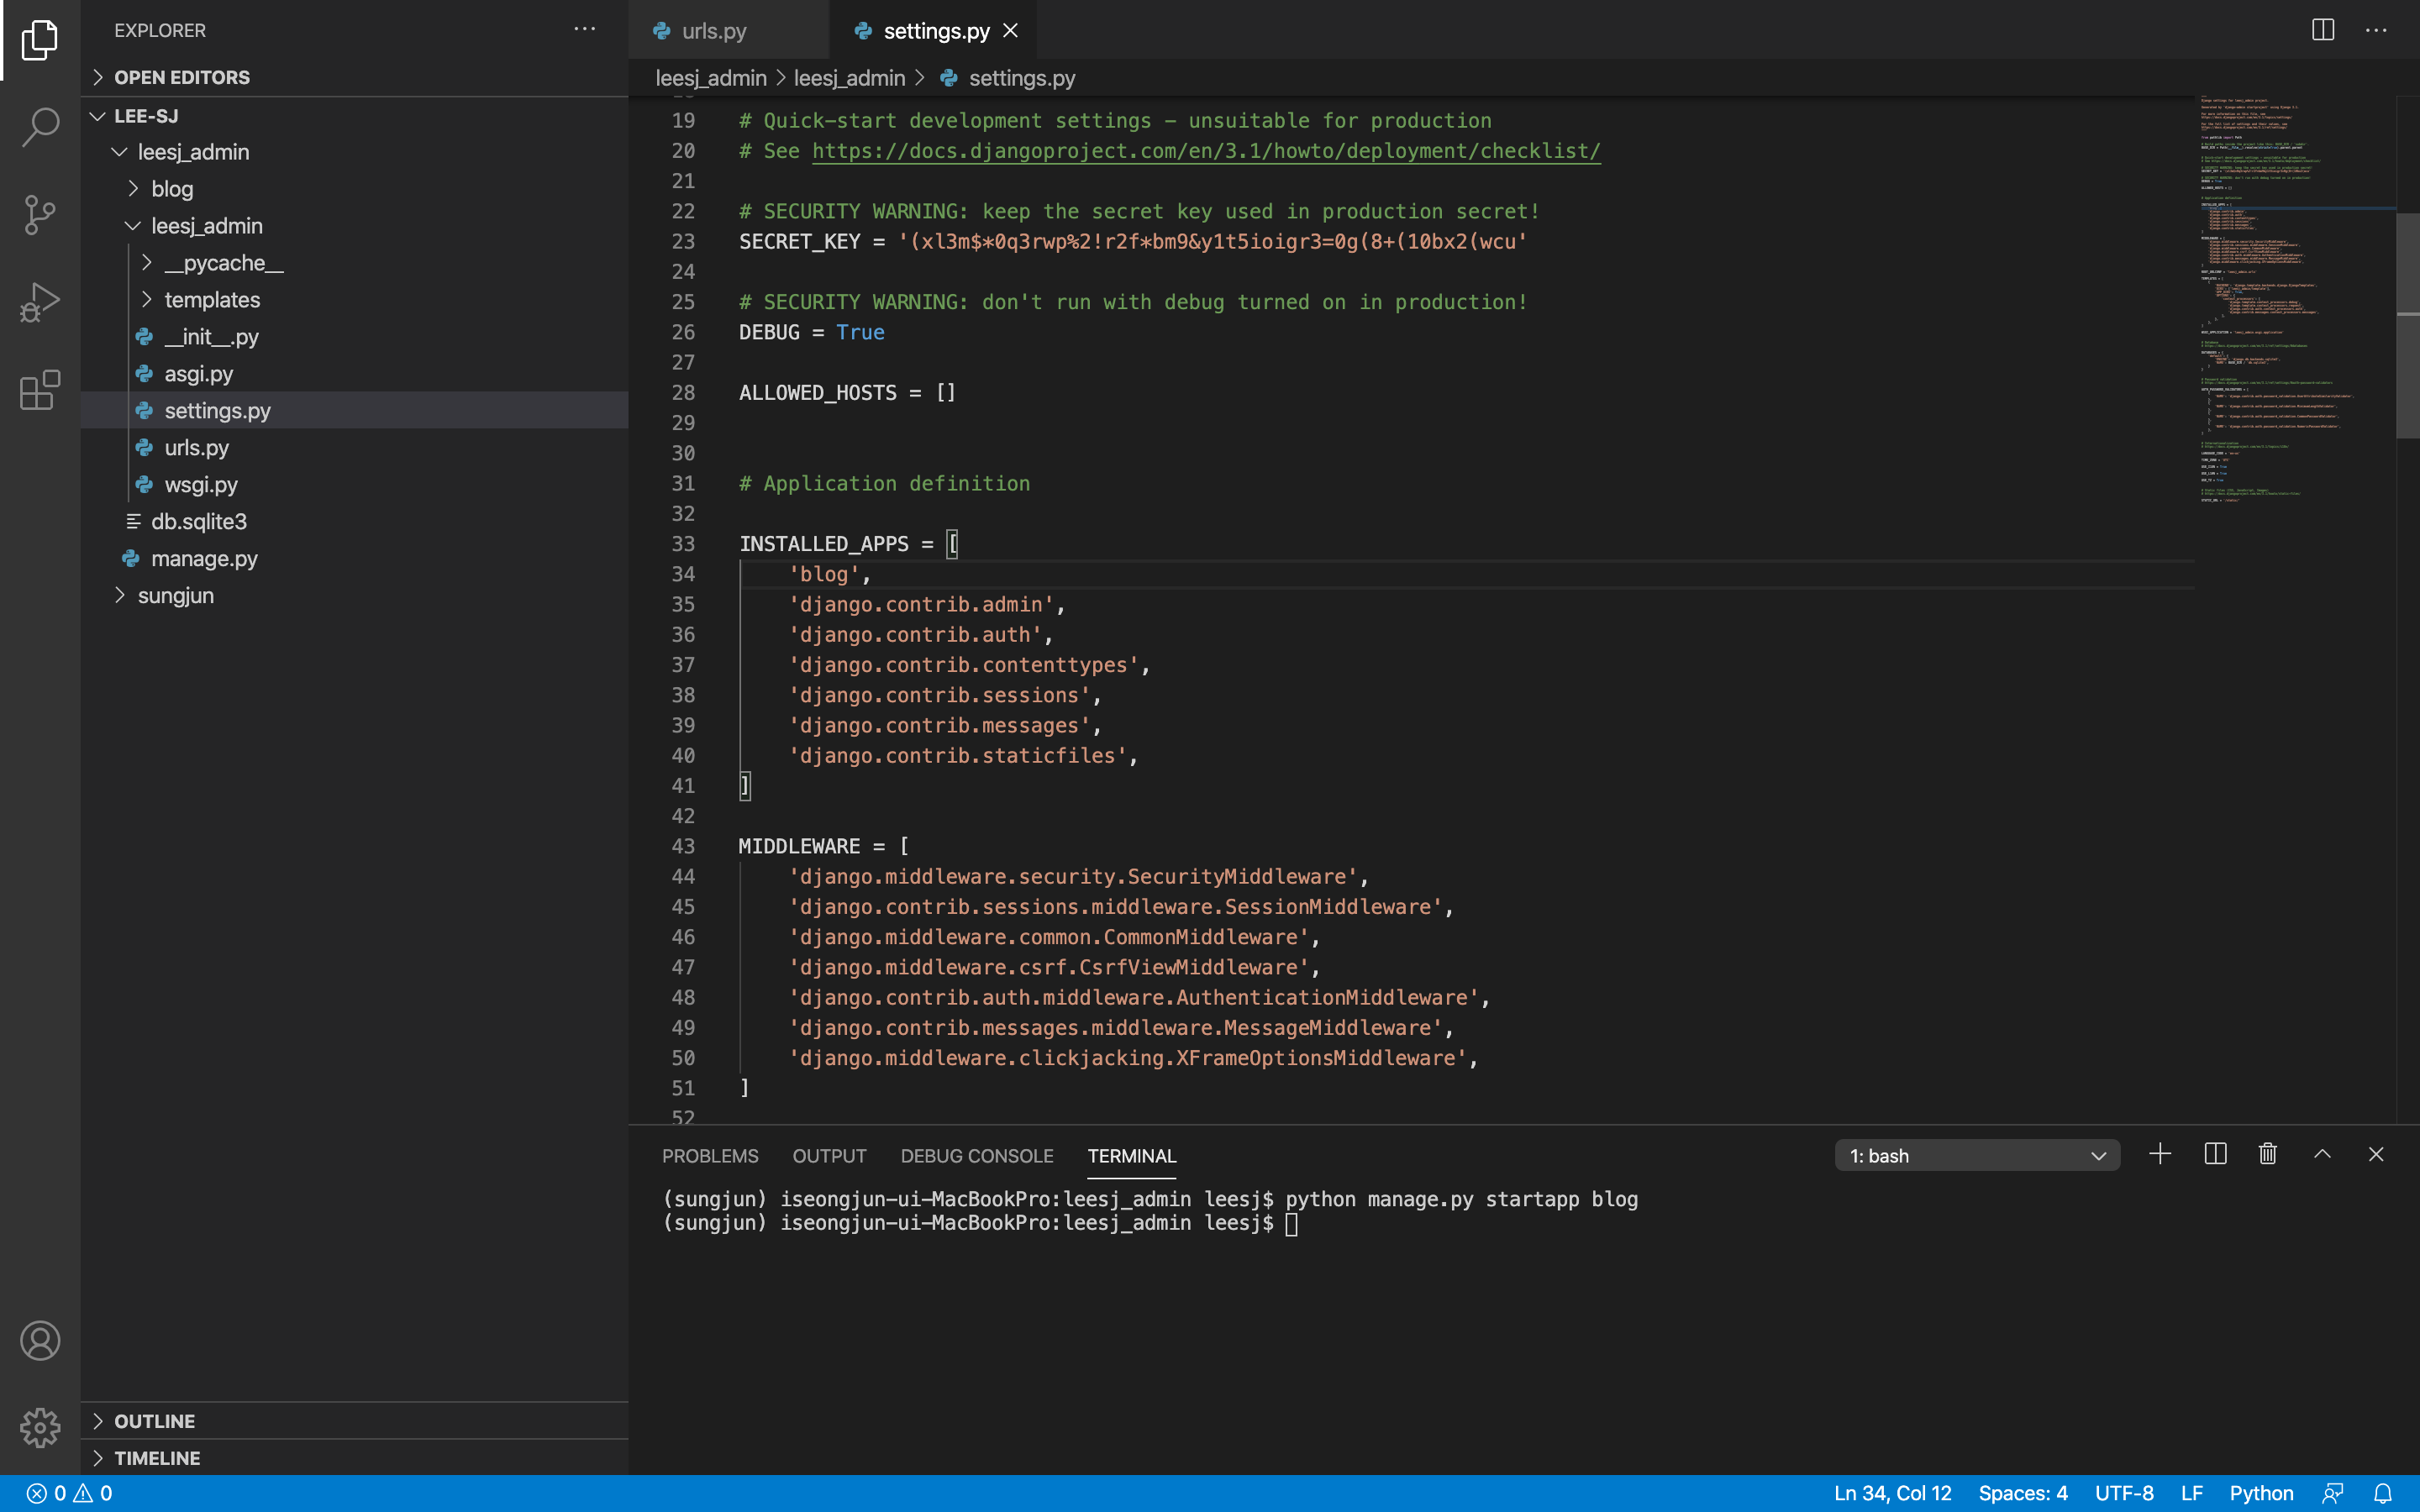 EXPLORER
OPEN EDITORS
LEE-SJ
leesj_admin
blog
leesj_admin
__pycache__
templates
__init__.py
asgi.py
settings.py
urls.py
wsgi.py
db.sqlite3
manage.py
sungjun
OUTLINE
TIMELINE
urls.py
settings.py
leesj_admin > leesj_admin > settings.py
19 # Quick-start development settings - unsuitable for production
20 # See https://docs.djangoproject.com/en/3.1/howto/deployment/checklist/
21
22 # SECURITY WARNING: keep the secret key used in production secret!
23 SECRET_KEY = '(xl3m$*0q3rwp%2!r2f*bm9&y1t5ioigr3=0g(8+(10bx2(wcu'
24
25 # SECURITY WARNING: don't run with debug turned on in production!
26 DEBUG = True
27
28 ALLOWED_HOSTS = []
29
30
31 # Application definition
32
33 INSTALLED_APPS = [
34     'blog',
35     'django.contrib.admin',
36     'django.contrib.auth',
37     'django.contrib.contenttypes',
38     'django.contrib.sessions',
39     'django.contrib.messages',
40     'django.contrib.staticfiles',
41 ]
42
43 MIDDLEWARE = [
44     'django.middleware.security.SecurityMiddleware',
45     'django.contrib.sessions.middleware.SessionMiddleware',
46     'django.middleware.common.CommonMiddleware',
47     'django.middleware.csrf.CsrfViewMiddleware',
48     'django.contrib.auth.middleware.AuthenticationMiddleware',
49     'django.contrib.messages.middleware.MessageMiddleware',
50     'django.middleware.clickjacking.XFrameOptionsMiddleware',
51 ]
52
PROBLEMS OUTPUT DEBUG CONSOLE TERMINAL 1: bash
(sungjun) iseongjun-ui-MacBookPro:leesj_admin leesj$ python manage.py startapp blog
(sungjun) iseongjun-ui-MacBookPro:leesj_admin leesj$
0 0 Ln 34, Col 12 Spaces: 4 UTF-8 LF Python